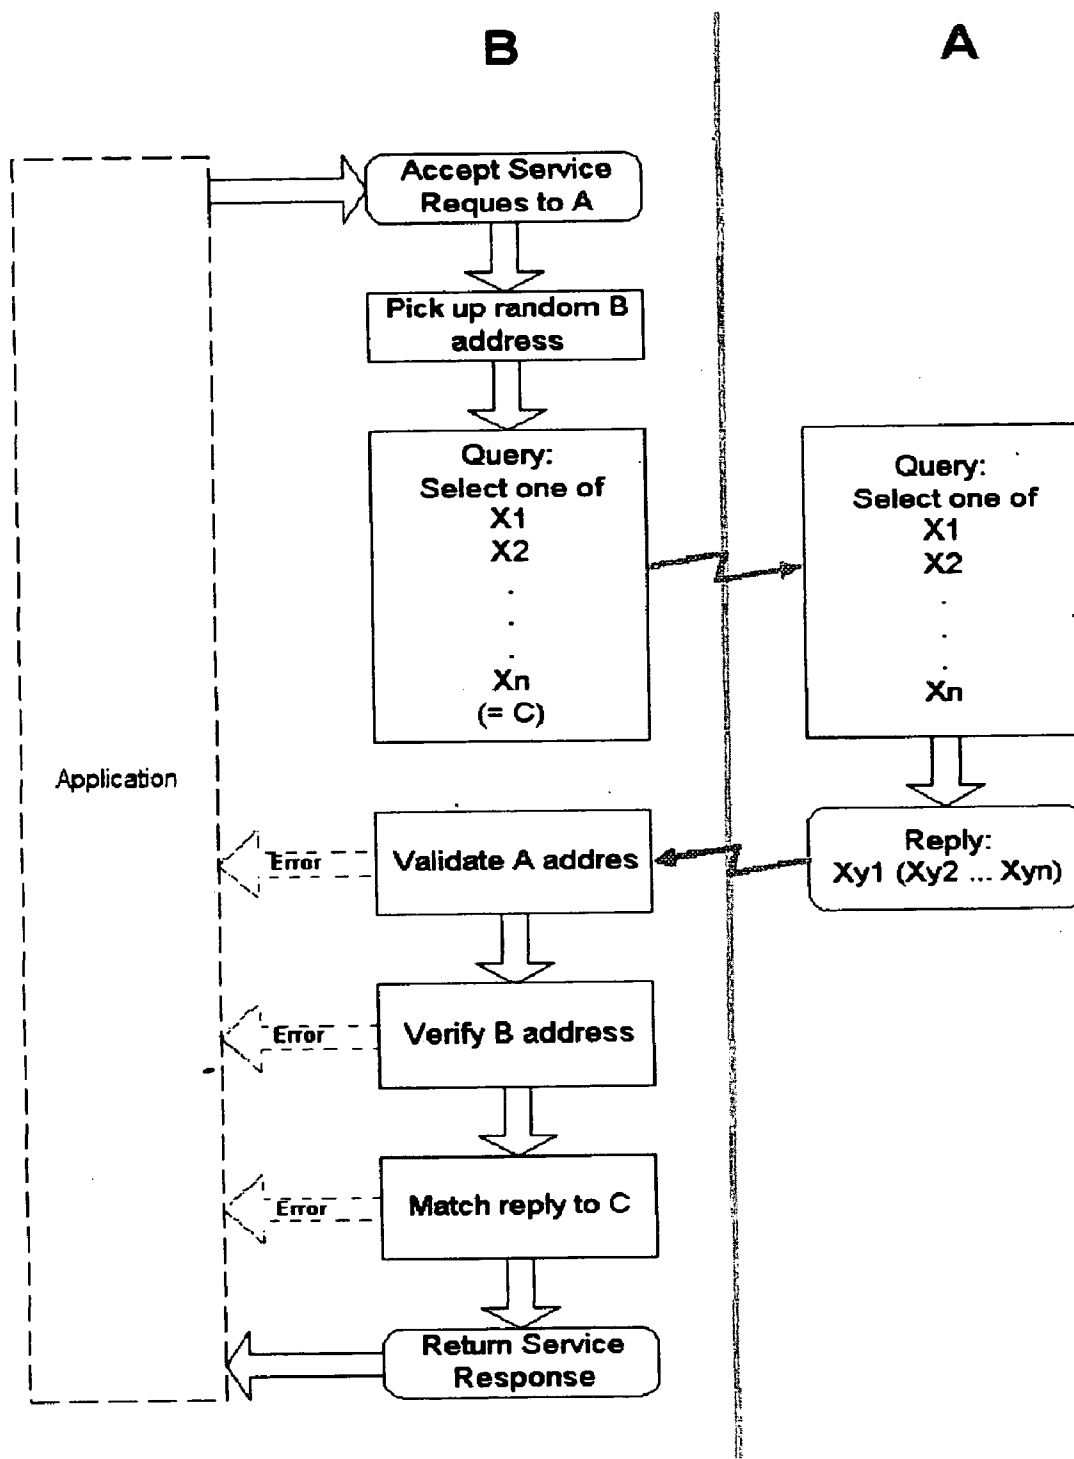 B
A
Accept Service
Reques to A
Pick up random B
address
Query:
Select one of
X1
X2
.
.
.
Xn
(= C)
Query:
Select one of
X1
X2
.
.
.
Xn
Application
Error
Validate A addres
Reply:
Xy1 (Xy2 ... Xyn)
Error
Verify B address
Error
Match reply to C
Return Service
Response